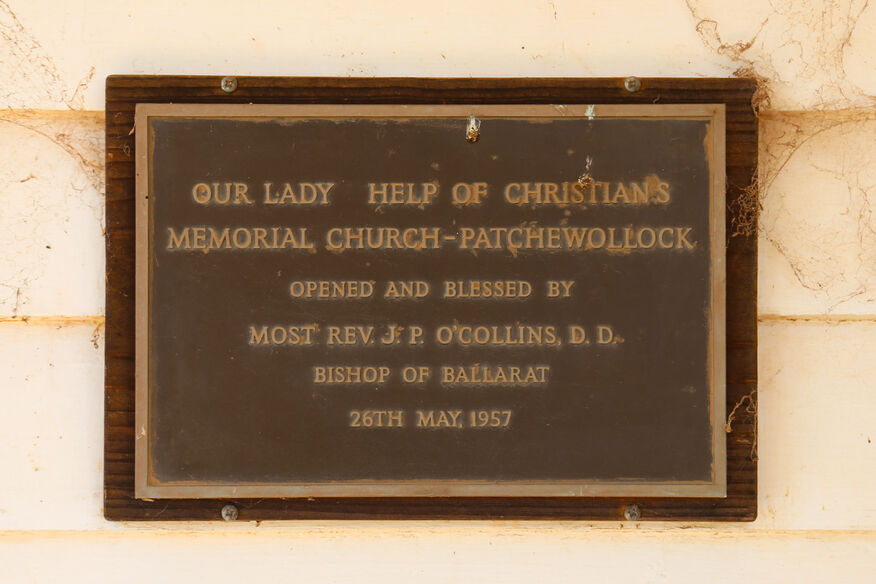 OUR LADY HELP OF CHRISTIAN'S
MEMORIAL CHURCH-PATCHEWOLLOCK
OPENED AND BLESSED BY
MOST REV. J. P. O'COLLINS, D. D.
BISHOP OF BALLARAT
26TH MAY, 1957